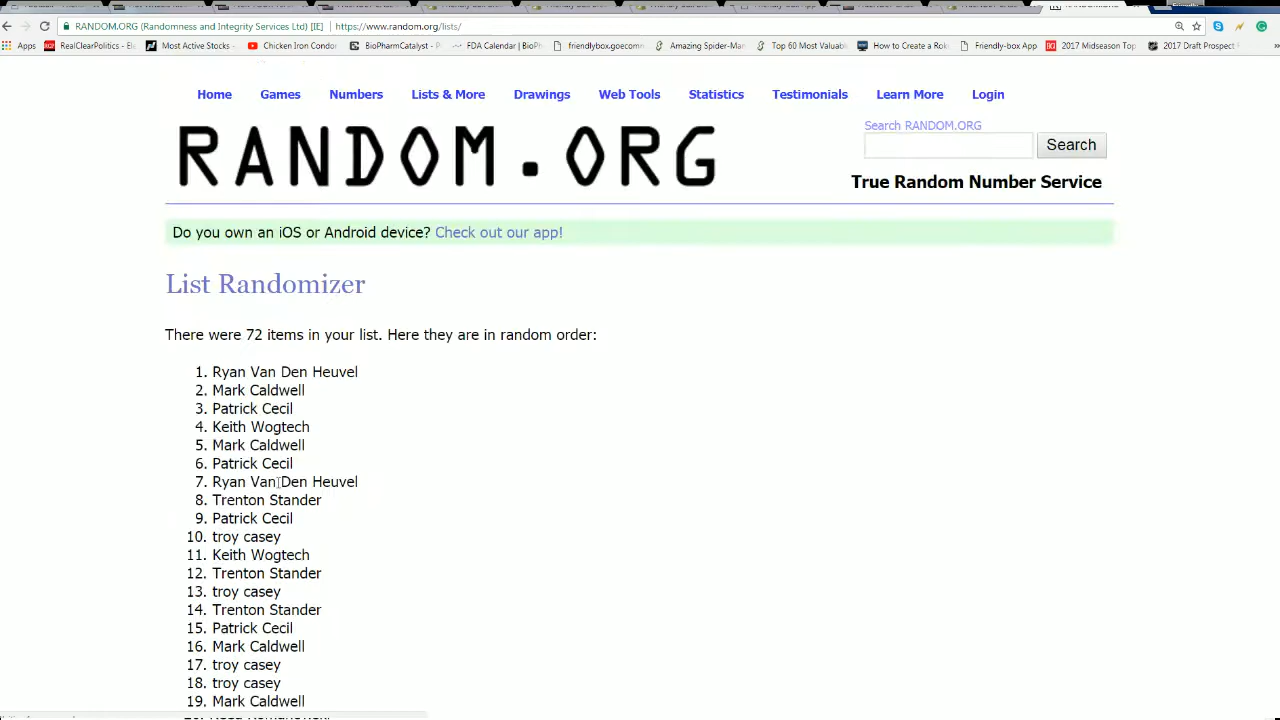 RANDOM.ORG (Randomness and Integrity Services Ltd) [IE] | https://www.random.org/lists/
Apps RealClearPolitics - Ele Most Active Stocks - Chicken Iron Condor BioPharmCatalyst - P FDA Calendar | BioPh friendlybox.goecomm Amazing Spider-Man Top 60 Most Valuabl How to Create a Role Friendly-box App 2017 Midseason Top 2017 Draft Prospect
Home Games Numbers Lists & More Drawings Web Tools Statistics Testimonials Learn More Login
RANDOM.ORG
Search RANDOM.ORG
Search
True Random Number Service
Do you own an iOS or Android device? Check out our app!
List Randomizer
There were 72 items in your list. Here they are in random order:
1. Ryan Van Den Heuvel
2. Mark Caldwell
3. Patrick Cecil
4. Keith Wogtech
5. Mark Caldwell
6. Patrick Cecil
7. Ryan Van Den Heuvel
8. Trenton Stander
9. Patrick Cecil
10. troy casey
11. Keith Wogtech
12. Trenton Stander
13. troy casey
14. Trenton Stander
15. Patrick Cecil
16. Mark Caldwell
17. troy casey
18. troy casey
19. Mark Caldwell